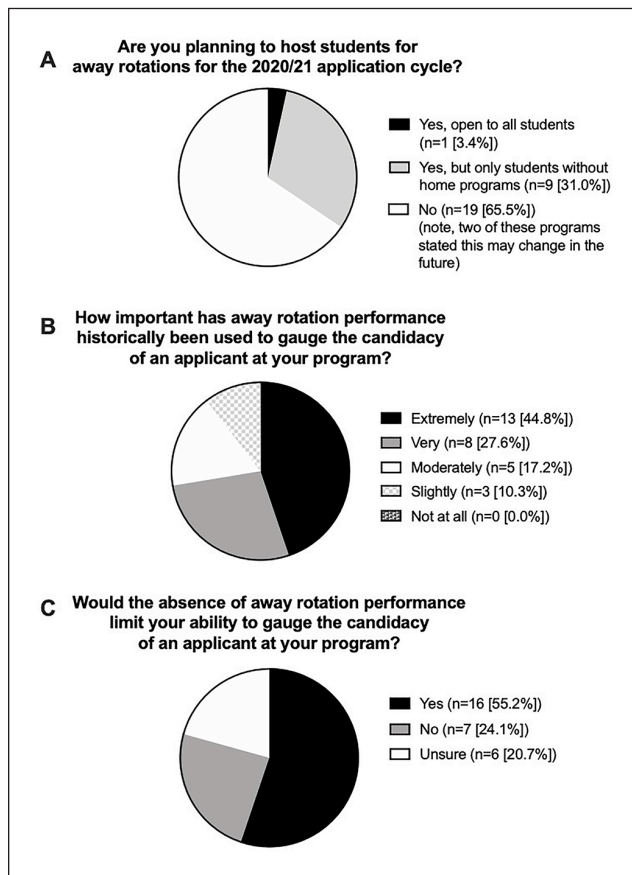 A
Are you planning to host students for
away rotations for the 2020/21 application cycle?
Yes, open to all students
(n=1 [3.4%])
Yes, but only students without
home programs (n=9 [31.0%])
No (n=19 [65.5%])
(note, two of these programs
stated this may change in the
future)
B
How important has away rotation performance
historically been used to gauge the candidacy
of an applicant at your program?
Extremely (n=13 [44.8%])
Very (n=8 [27.6%])
Moderately (n=5 [17.2%])
Slightly (n=3 [10.3%])
Not at all (n=0 [0.0%])
C
Would the absence of away rotation performance
limit your ability to gauge the candidacy
of an applicant at your program?
Yes (n=16 [55.2%])
No (n=7 [24.1%])
Unsure (n=6 [20.7%])